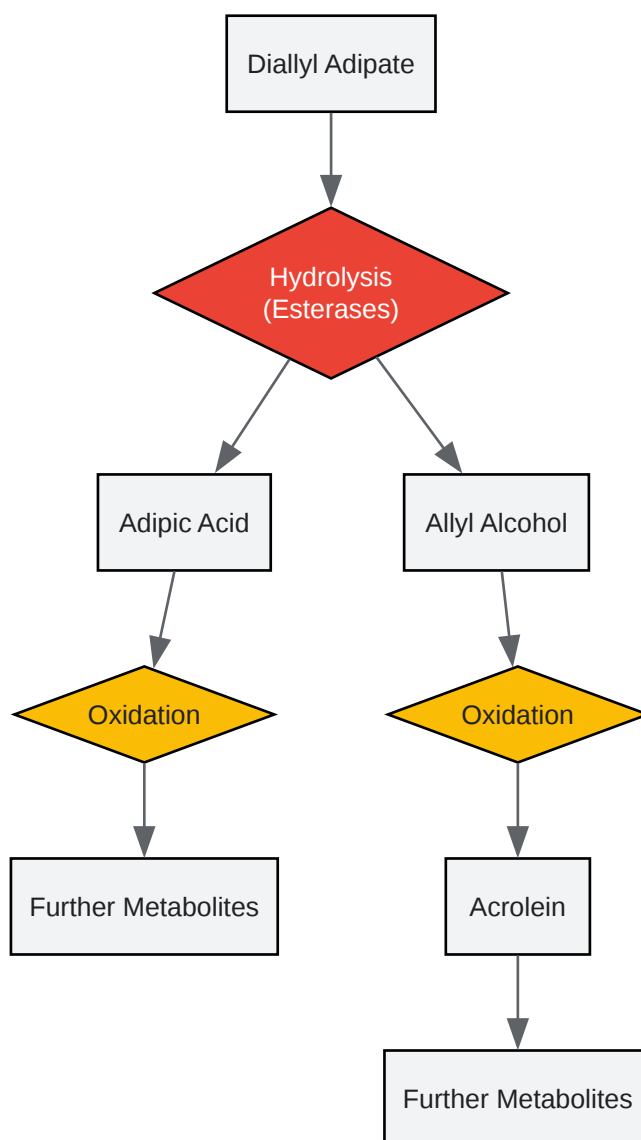 Diallyl Adipate
Hydrolysis
(Esterases)
Adipic Acid
Allyl Alcohol
Oxidation
Oxidation
Further Metabolites
Acrolein
Further Metabolites